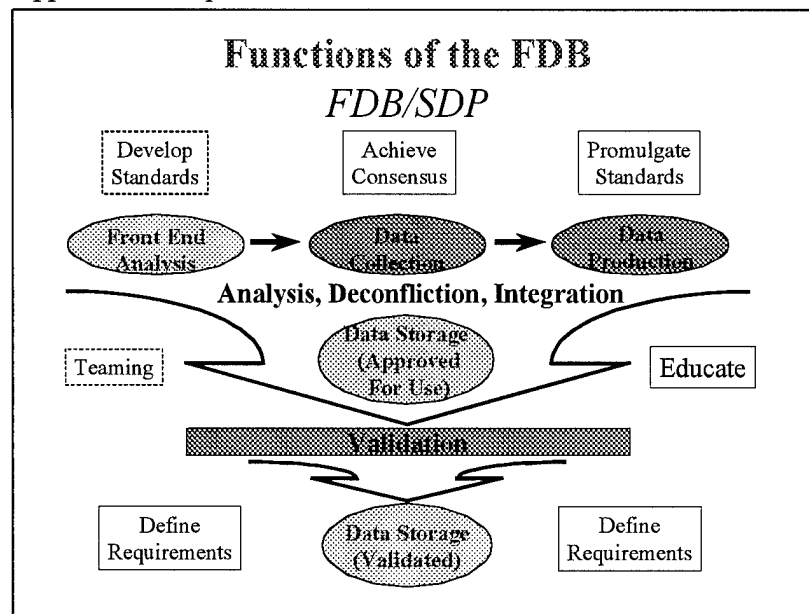 Functions of the FDB
FDB/SDP
Develop
Standards
Achieve
Consensus
Promulgate
Standards
Front End
Analysis
Data
Collection
Data
Production
Analysis, Deconfliction, Integration
Teaming
Data Storage
(Approved
For Use)
Educate
Validation
Define
Requirements
Data Storage
(Validated)
Define
Requirements